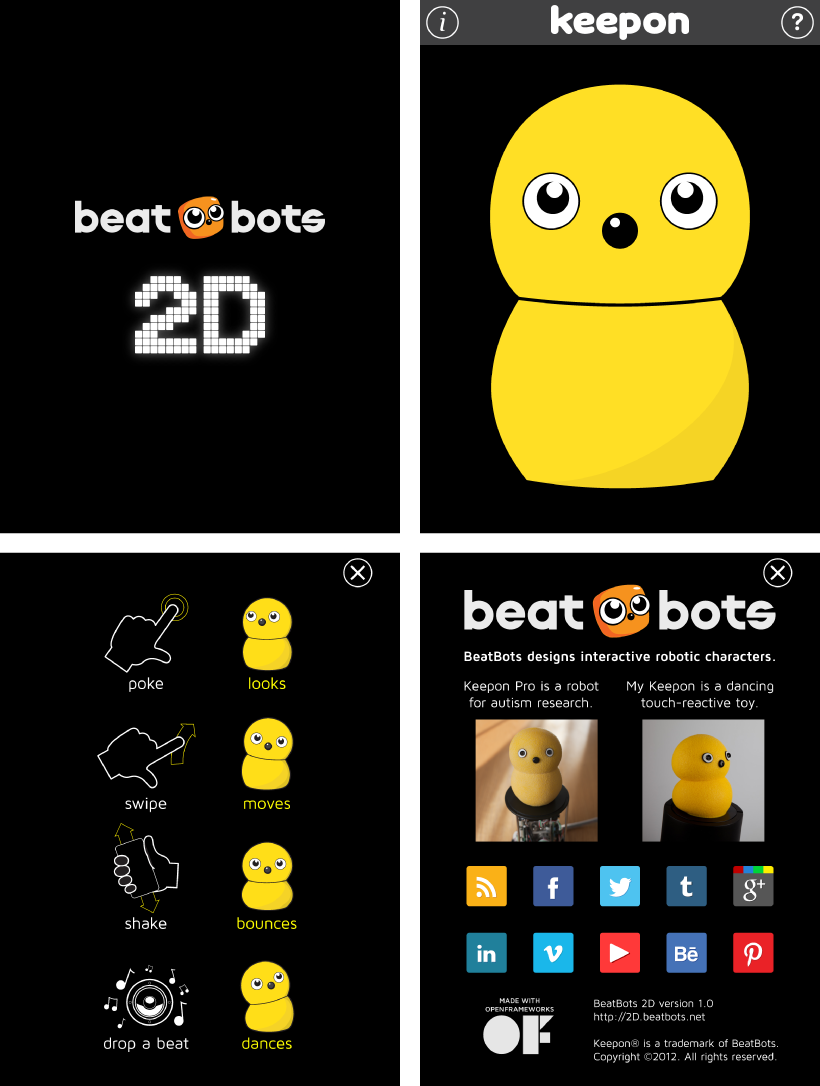 beat bots
2D
i
keepon
?
poke
looks
swipe
moves
shake
bounces
drop a beat
dances
beat bots
BeatBots designs interactive robotic characters.
Keepon Pro is a robot
for autism research.
My Keepon is a dancing
touch-reactive toy.
f
t
g+
in
v
Bē
p
MADE WITH
OPENFRAMEWORKS
OF
BeatBots 2D version 1.0
http://2D.beatbots.net
Keepon® is a trademark of BeatBots.
Copyright ©2012. All rights reserved.